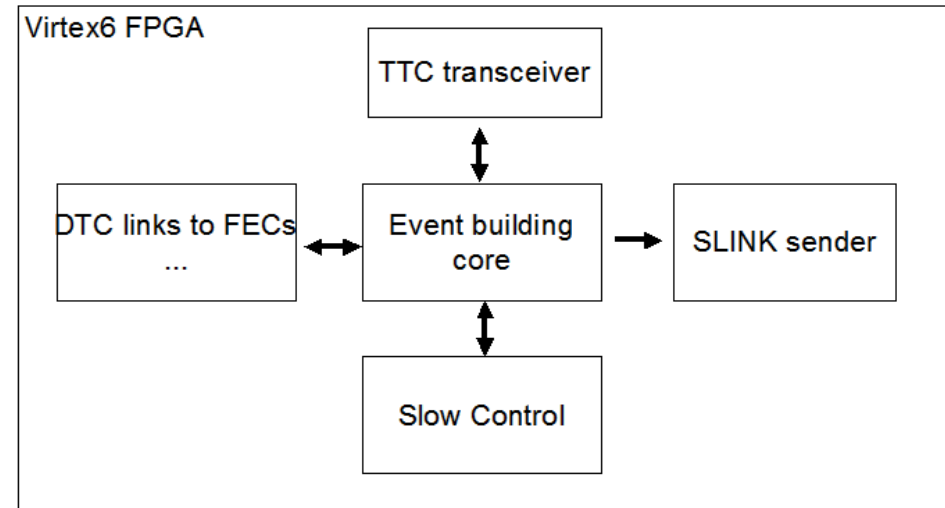 Virtex6 FPGA
TTC transceiver
DTC links to FECs
...
Event building
core
SLINK sender
Slow Control